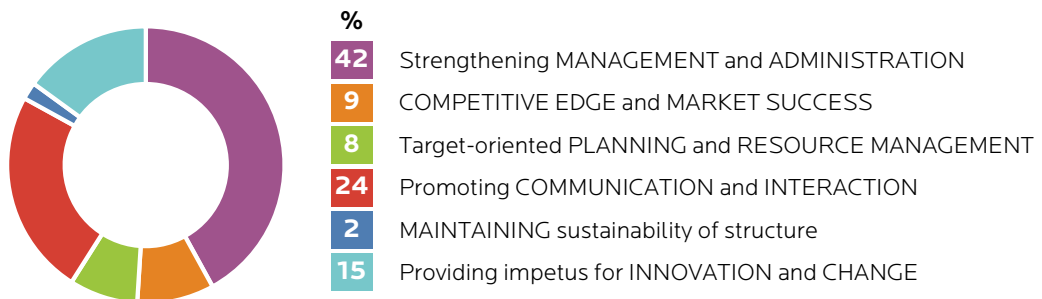 %
42 Strengthening MANAGEMENT and ADMINISTRATION
9 COMPETITIVE EDGE and MARKET SUCCESS
8 Target-oriented PLANNING and RESOURCE MANAGEMENT
24 Promoting COMMUNICATION and INTERACTION
2 MAINTAINING sustainability of structure
15 Providing impetus for INNOVATION and CHANGE